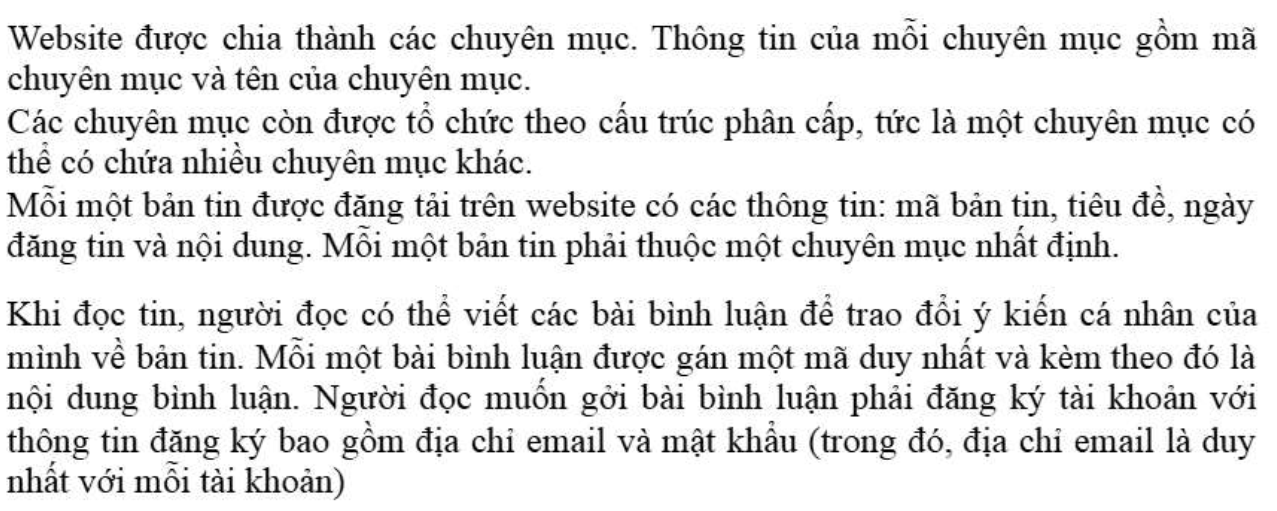 Website được chia thành các chuyên mục. Thông tin của mỗi chuyên mục gồm mã
chuyên mục và tên của chuyên mục.
Các chuyên mục còn được tổ chức theo cấu trúc phân cấp, tức là một chuyên mục có
thể có chứa nhiều chuyên mục khác.
Mỗi một bản tin được đăng tải trên website có các thông tin: mã bản tin, tiêu đề, ngày
đăng tin và nội dung. Mỗi một bản tin phải thuộc một chuyên mục nhất định.
Khi đọc tin, người đọc có thể viết các bài bình luận để trao đổi ý kiến cá nhân của
mình về bản tin. Mỗi một bài bình luận được gán một mã duy nhất và kèm theo đó là
nội dung bình luận. Người đọc muốn gởi bài bình luận phải đăng ký tài khoản với
thông tin đăng ký bao gồm địa chỉ email và mật khẩu (trong đó, địa chỉ email là duy
nhất với mỗi tài khoản)